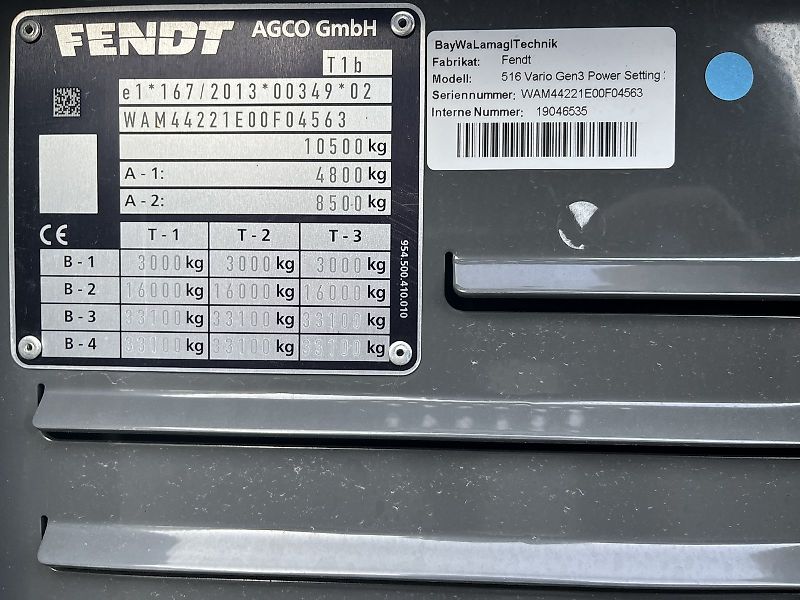 FENDT AGCO GmbH
T1b
e1*167/2013*00349*02
WAM44221E00F04563
10500 kg
A - 1: 4800 kg
A - 2: 8500 kg
CE T - 1 T - 2 T - 3
B - 1 3000 kg 3000 kg 3000 kg
B - 2 16000 kg 16000 kg 16000 kg
B - 3 33100 kg 33100 kg 33100 kg
B - 4 33100 kg 33100 kg 33100 kg
954.500.410.010
BayWaLamaglTechnik
Fabrikat: Fendt
Modell: 516 Vario Gen3 Power Setting
Seriennummer: WAM44221E00F04563
Interne Nummer: 19046535